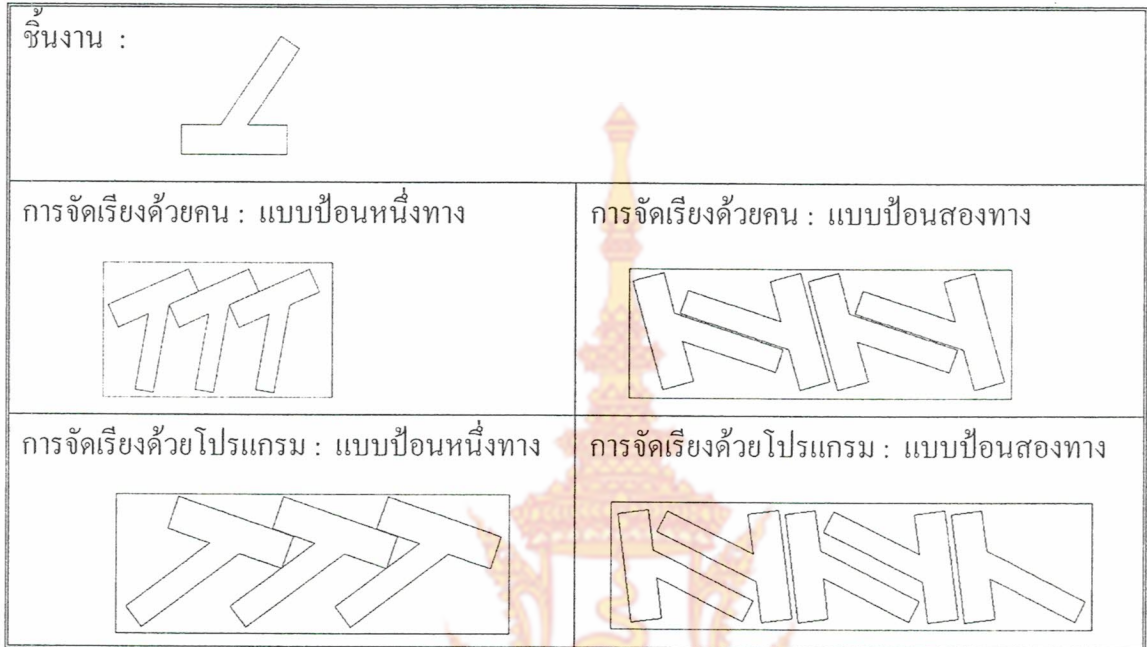 ชิ้นงาน :
การจัดเรียงด้วยคน : แบบป้อนหนึ่งทาง
การจัดเรียงด้วยคน : แบบป้อนสองทาง
การจัดเรียงด้วยโปรแกรม : แบบป้อนหนึ่งทาง
การจัดเรียงด้วยโปรแกรม : แบบป้อนสองทาง